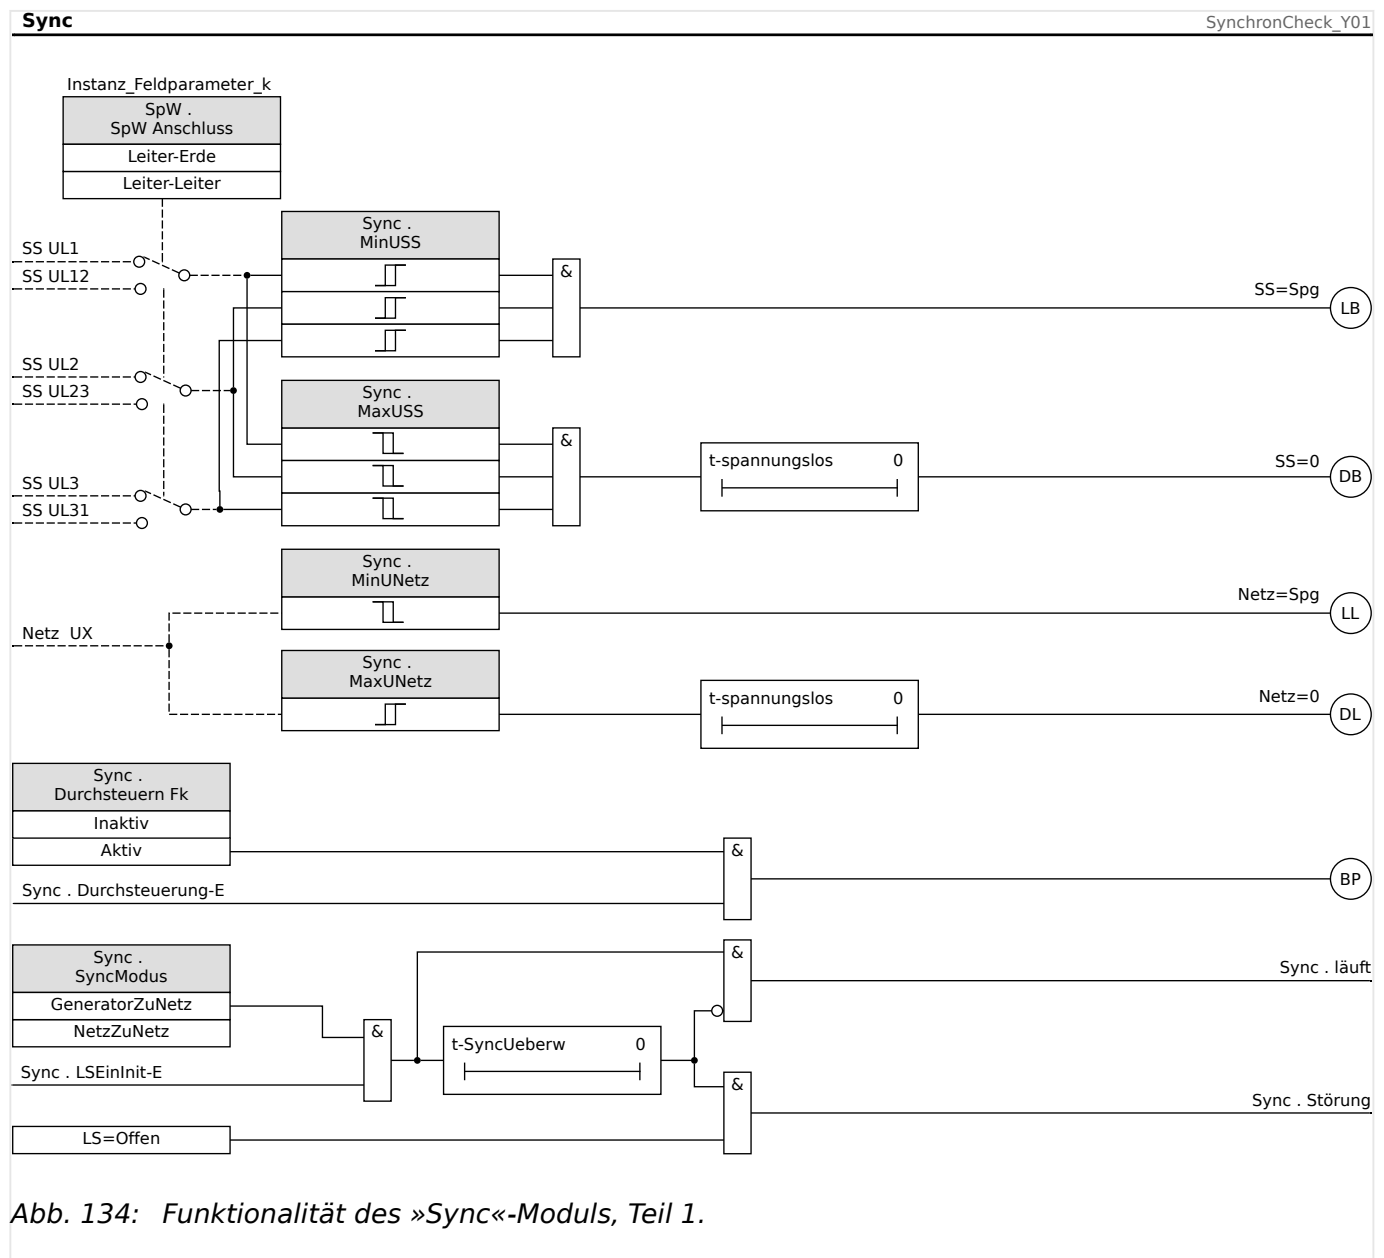 Sync
SynchronCheck_Y01
Instanz_Feldparameter_k
SpW .
SpW Anschluss
Leiter-Erde
Leiter-Leiter
SS UL1
SS UL12
SS UL2
SS UL23
SS UL3
SS UL31
Sync .
MinUSS
&
SS=Spg
LB
Sync .
MaxUSS
&
t-spannungslos 0
SS=0
DB
Netz UX
Sync .
MinUNetz
Netz=Spg
LL
Sync .
MaxUNetz
t-spannungslos 0
Netz=0
DL
Sync .
Durchsteuern Fk
Inaktiv
Aktiv
Sync . Durchsteuerung-E
&
BP
Sync .
SyncModus
GeneratorZuNetz
NetzZuNetz
Sync . LSEinInit-E
&
t-SyncUeberw 0
&
Sync . läuft
&
Sync . Störung
LS=Offen
Abb. 134: Funktionalität des »Sync«-Moduls, Teil 1.